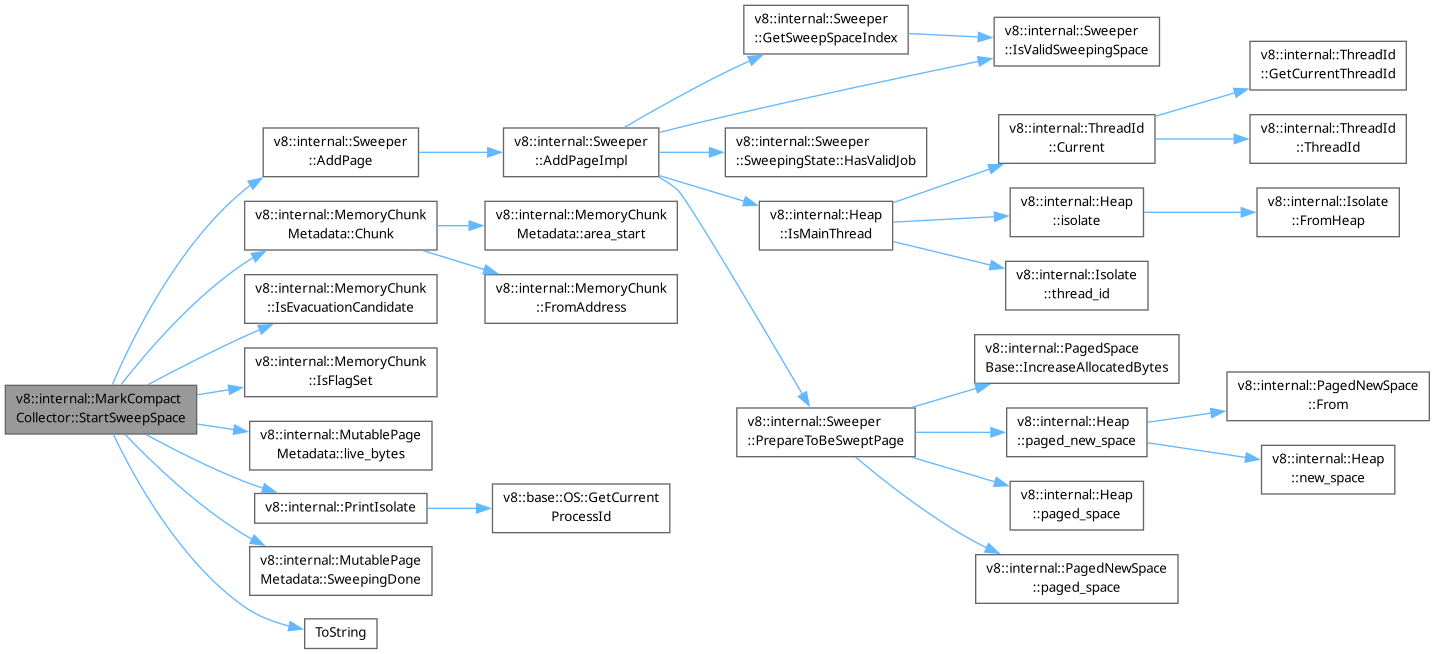 v8::internal::MarkCompact
Collector::StartSweepSpace
v8::internal::Sweeper
::AddPage
v8::internal::MemoryChunk
Metadata::Chunk
v8::internal::MemoryChunk
::IsEvacuationCandidate
v8::internal::MemoryChunk
::IsFlagSet
v8::internal::MutablePage
Metadata::live_bytes
v8::internal::PrintIsolate
v8::internal::MutablePage
Metadata::SweepingDone
ToString
v8::internal::Sweeper
::AddPageImpl
v8::internal::MemoryChunk
Metadata::area_start
v8::internal::MemoryChunk
::FromAddress
v8::base::OS::GetCurrent
ProcessId
v8::internal::Sweeper
::GetSweepSpaceIndex
v8::internal::Sweeper
::SweepingState::HasValidJob
v8::internal::Heap
::IsMainThread
v8::internal::Sweeper
::PrepareToBeSweptPage
v8::internal::Sweeper
::IsValidSweepingSpace
v8::internal::ThreadId
::Current
v8::internal::Heap
::isolate
v8::internal::Isolate
::thread_id
v8::internal::PagedSpace
Base::IncreaseAllocatedBytes
v8::internal::Heap
::paged_new_space
v8::internal::Heap
::paged_space
v8::internal::PagedNewSpace
::paged_space
v8::internal::ThreadId
::GetCurrentThreadId
v8::internal::ThreadId
::ThreadId
v8::internal::Isolate
::FromHeap
v8::internal::PagedNewSpace
::From
v8::internal::Heap
::new_space